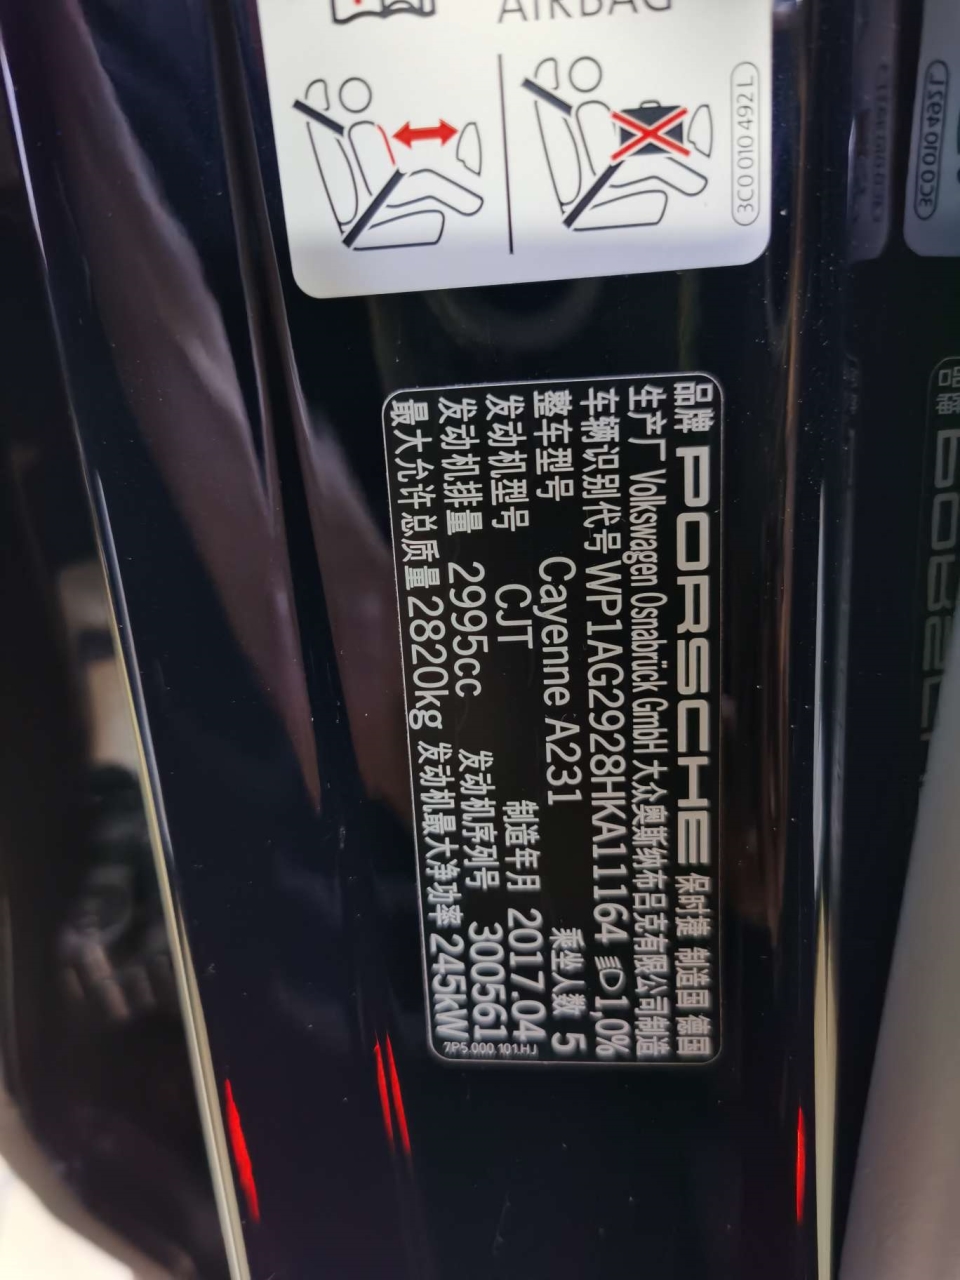 AIRBAG
3C0 010 492 L
品牌 PORSCHE 保时捷 制造国 德国
生产厂 Volkswagen Osnabrück GmbH 大众奥斯纳布吕克有限公司制造
车辆识别代号 WP1AG2928HKA11164 1,0%
整车型号 Cayenne A231 乘坐人数 5
发动机型号 CJT 制造年月 2017.04
发动机排量 2995cc 发动机序列号 300561
最大允许总质量 2820kg 发动机最大净功率 245kW
7P5.000.101.HJ
3C0 010 492 L